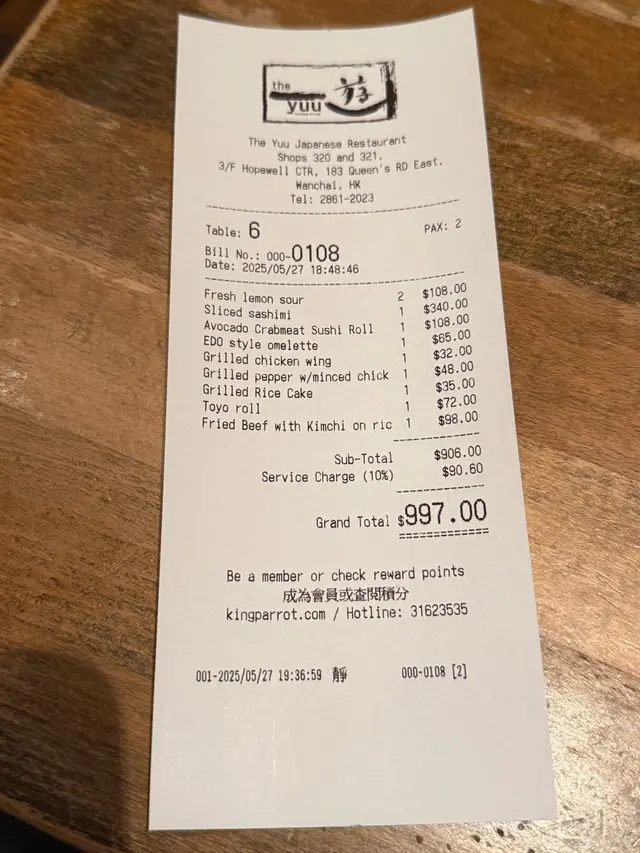 the
yuu 遊
The Yuu Japanese Restaurant
Shops 320 and 321,
3/F Hopewell CTR, 183 Queen's RD East,
Wanchai, HK
Tel: 2861-2023
Table: 6 PAX: 2
Bill No.: 000-0108
Date: 2025/05/27 18:48:46
Fresh lemon sour 2 $108.00
Sliced sashimi 1 $340.00
Avocado Crabmeat Sushi Roll 1 $108.00
EDO style omelette 1 $65.00
Grilled chicken wing 1 $32.00
Grilled pepper w/minced chick 1 $48.00
Grilled Rice Cake 1 $35.00
Toyo roll 1 $72.00
Fried Beef with Kimchi on ric 1 $98.00
Sub-Total $906.00
Service Charge (10%) $90.60
Grand Total $997.00
Be a member or check reward points
成為會員或查閱積分
kingparrot.com / Hotline: 31623535
001-2025/05/27 19:36:59 靜 000-0108 [2]